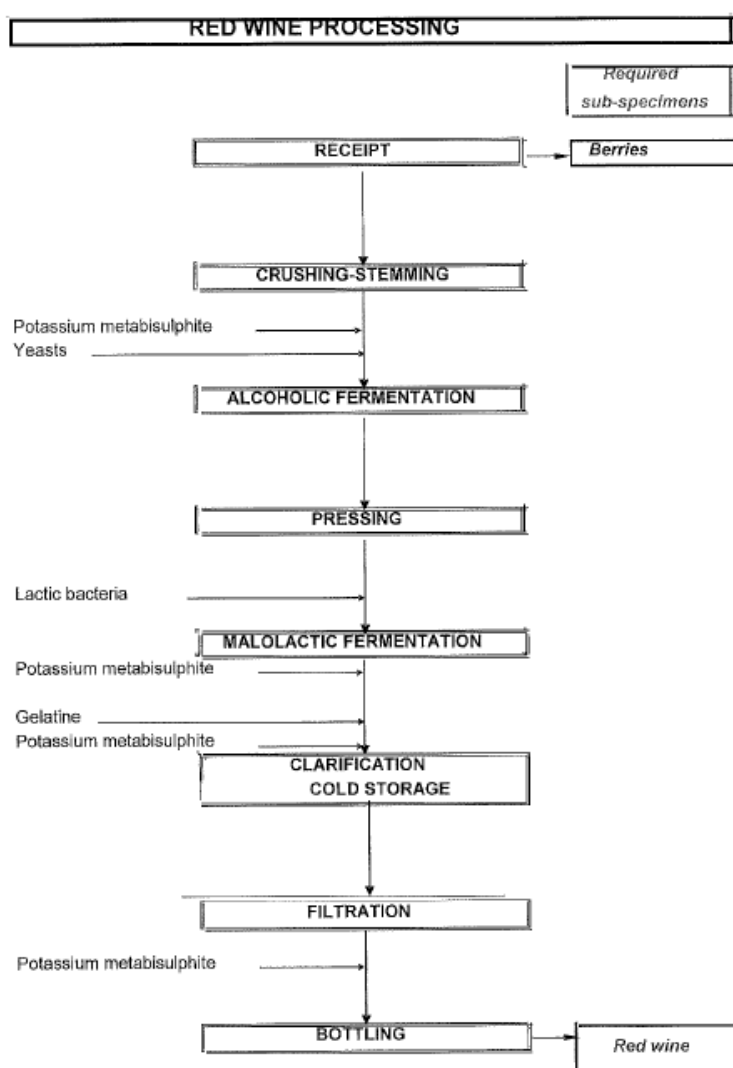 RED WINE PROCESSING
Required
sub-specimens
RECEIPT
Berries
CRUSHING-STEMMING
Potassium metabisulphite
Yeasts
ALCOHOLIC FERMENTATION
PRESSING
Lactic bacteria
MALOLACTIC FERMENTATION
Potassium metabisulphite
Gelatine
Potassium metabisulphite
CLARIFICATION
COLD STORAGE
FILTRATION
Potassium metabisulphite
BOTTLING
Red wine